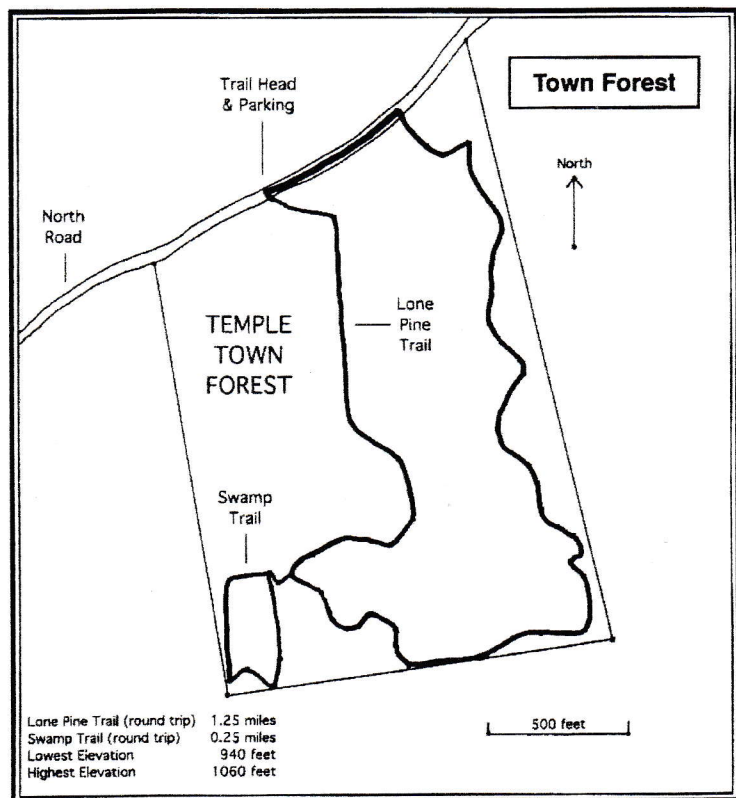 Town Forest
Trail Head
& Parking
North
North
Road
Lone
Pine
Trail
TEMPLE
TOWN
FOREST
Swamp
Trail
Lone Pine Trail (round trip) 1.25 miles
Swamp Trail (round trip) 0.25 miles
Lowest Elevation 940 feet
Highest Elevation 1060 feet
500 feet